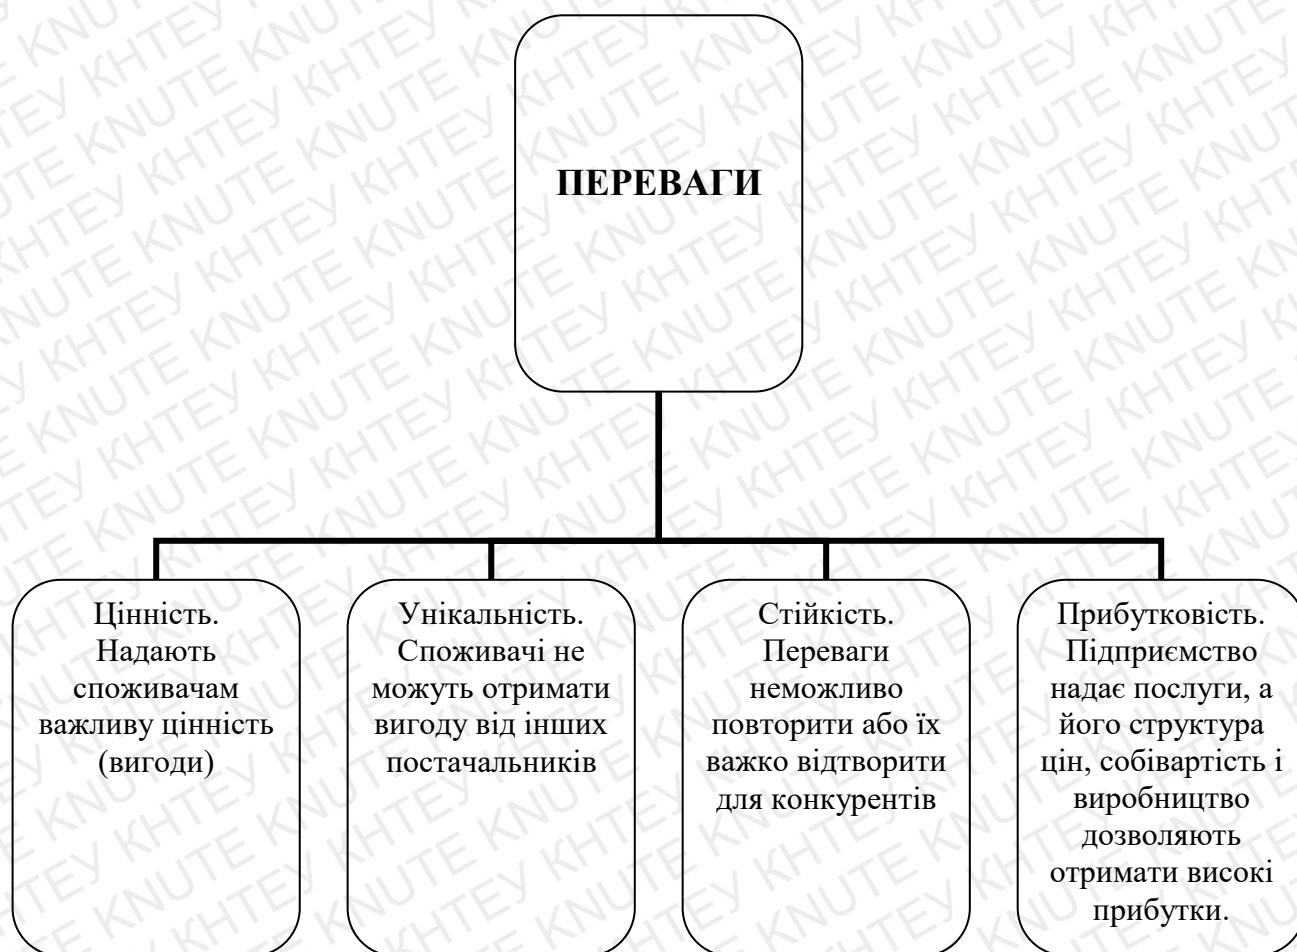 ПЕРЕВАГИ
Цінність.
Надають
споживачам
важливу цінність
(вигоди)
Унікальність.
Споживачі не
можуть отримати
вигоду від інших
постачальників
Стійкість.
Переваги
неможливо
повторити або їх
важко відтворити
для конкурентів
Прибутковість.
Підприємство
надає послуги, а
його структура
цін, собівартість і
виробництво
дозволяють
отримати високі
прибутки.